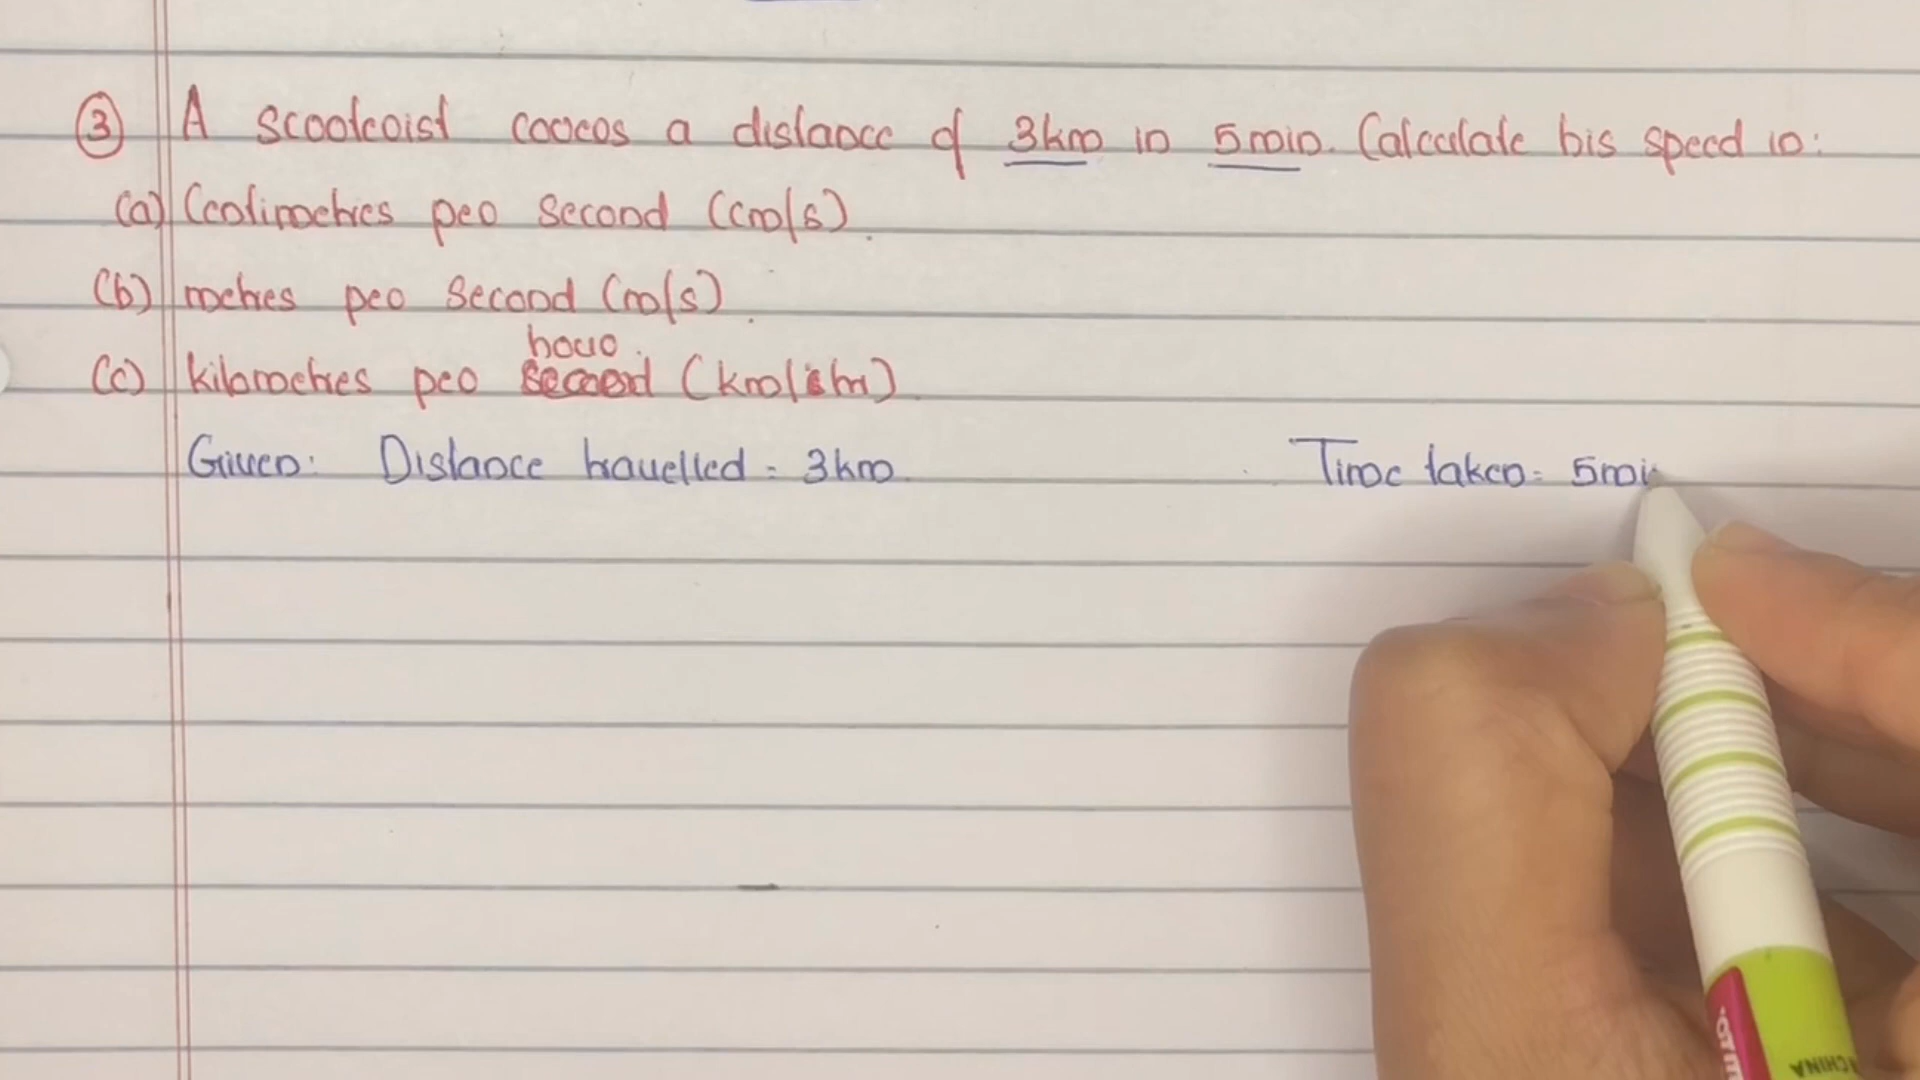 3 A scooterist covers a distance of 3km in 5min. Calculate his speed in:
(a) Centimetres per second (cm/s).
(b) metres per second (m/s).
hour
(c) kilometres per second (km/s hr)
Given: Distance travelled = 3km
Time taken = 5mi
CHINA